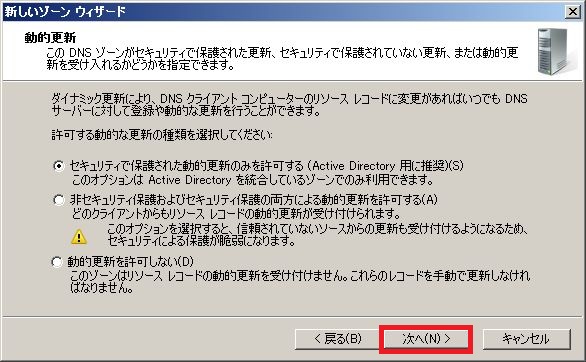 新しいゾーン ウィザード
動的更新
この DNS ゾーンがセキュリティで保護された更新、セキュリティで保護されていない更新、または動的更
新を受け入れるかどうかを指定できます。
ダイナミック更新により、DNS クライアント コンピューターのリソース レコードに変更があればいつでも DNS
サーバーに対して登録や動的な更新を行うことができます。
許可する動的な更新の種類を選択してください:
セキュリティで保護された動的更新のみを許可する (Active Directory 用に推奨)(S)
このオプションは Active Directory を統合しているゾーンでのみ利用できます。
非セキュリティ保護およびセキュリティ保護の両方による動的更新を許可する(A)
どのクライアントからもリソース レコードの動的更新が受け付けられます。
このオプションを選択すると、信頼されていないソースからの更新も受け付けるようになるため、
セキュリティによる保護が脆弱になります。
動的更新を許可しない(D)
このゾーンはリソース レコードの動的更新を受け付けません。これらのレコードを手動で更新しなけれ
ばなりません。
< 戻る(B)
次へ(N) >
キャンセル